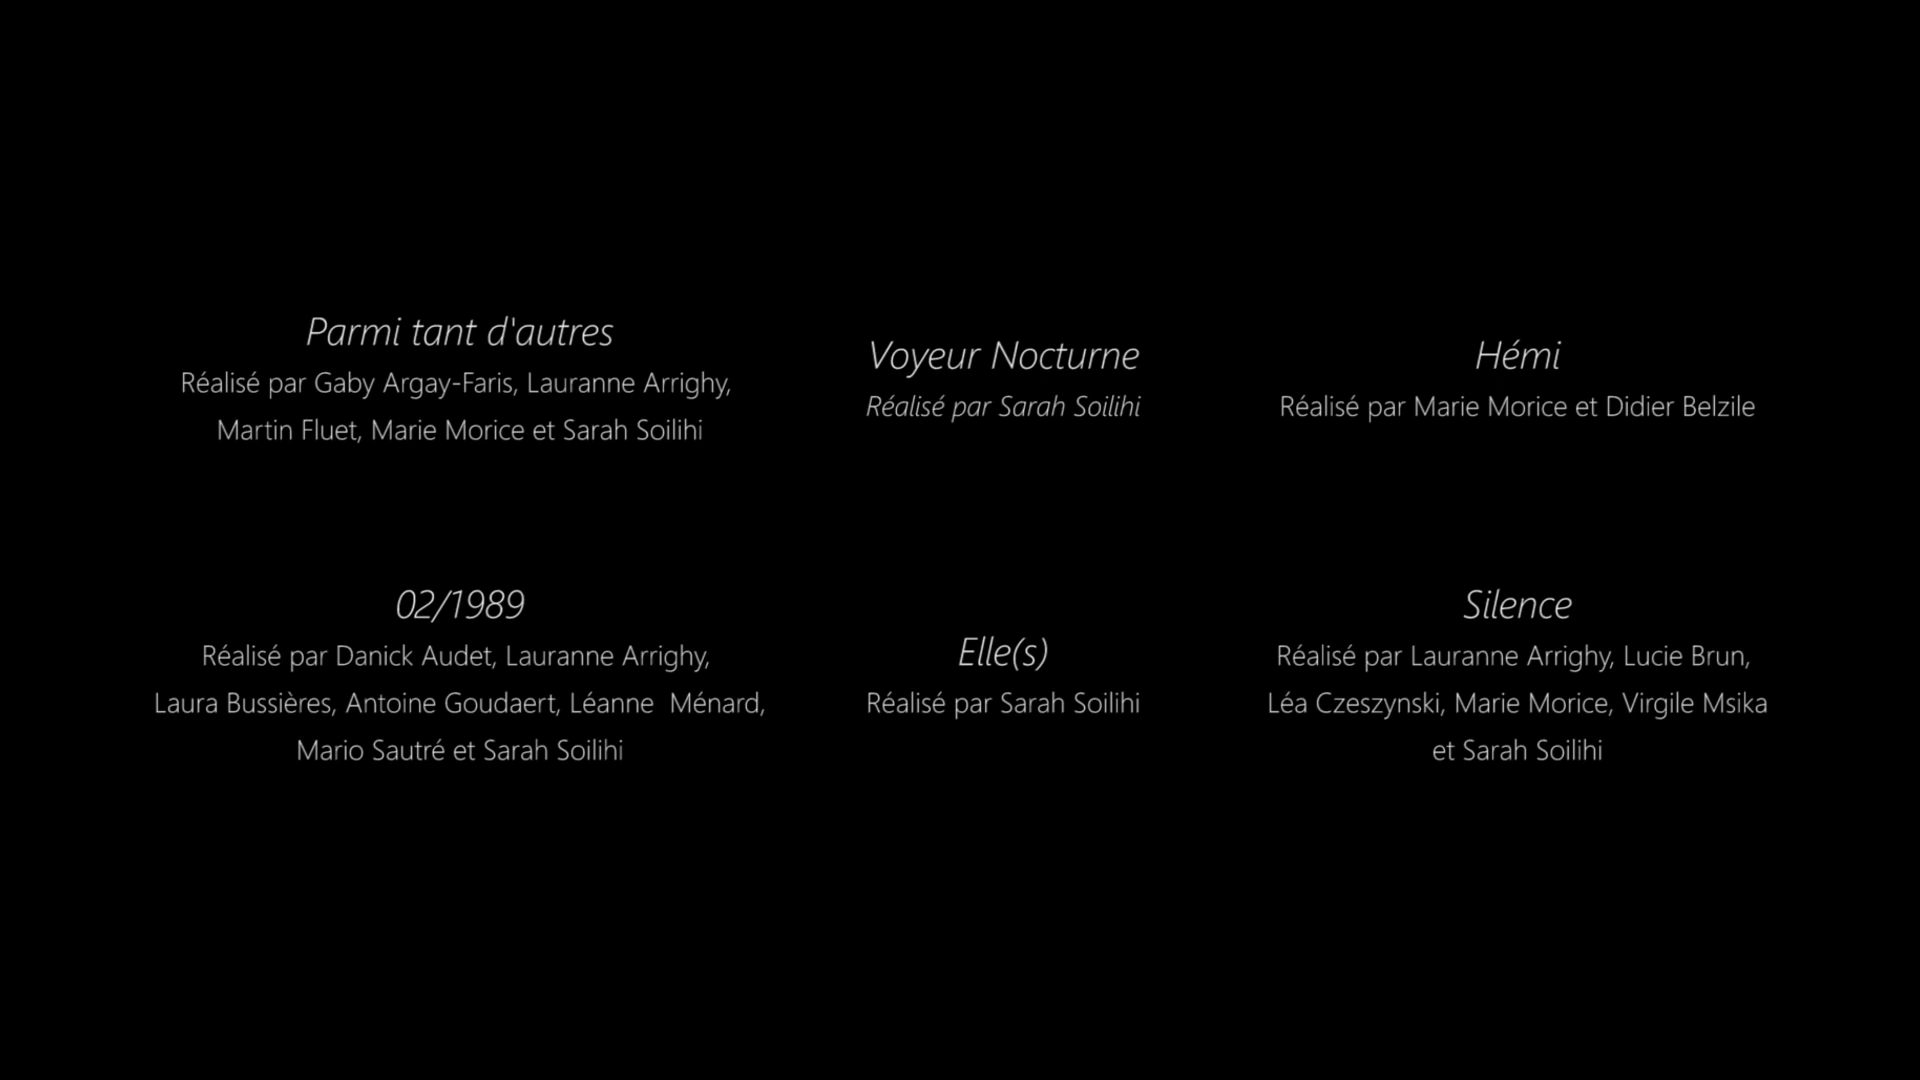 Parmi tant d'autres
Réalisé par Gaby Argay-Faris, Lauranne Arrighy,
Martin Fluet, Marie Morice et Sarah Soilihi
Voyeur Nocturne
Réalisé par Sarah Soilihi
Hémi
Réalisé par Marie Morice et Didier Belzile
02/1989
Réalisé par Danick Audet, Lauranne Arrighy,
Laura Bussières, Antoine Goudaert, Léanne  Ménard,
Mario Sautré et Sarah Soilihi
Elle(s)
Réalisé par Sarah Soilihi
Silence
Réalisé par Lauranne Arrighy, Lucie Brun,
Léa Czeszynski, Marie Morice, Virgile Msika
et Sarah Soilihi